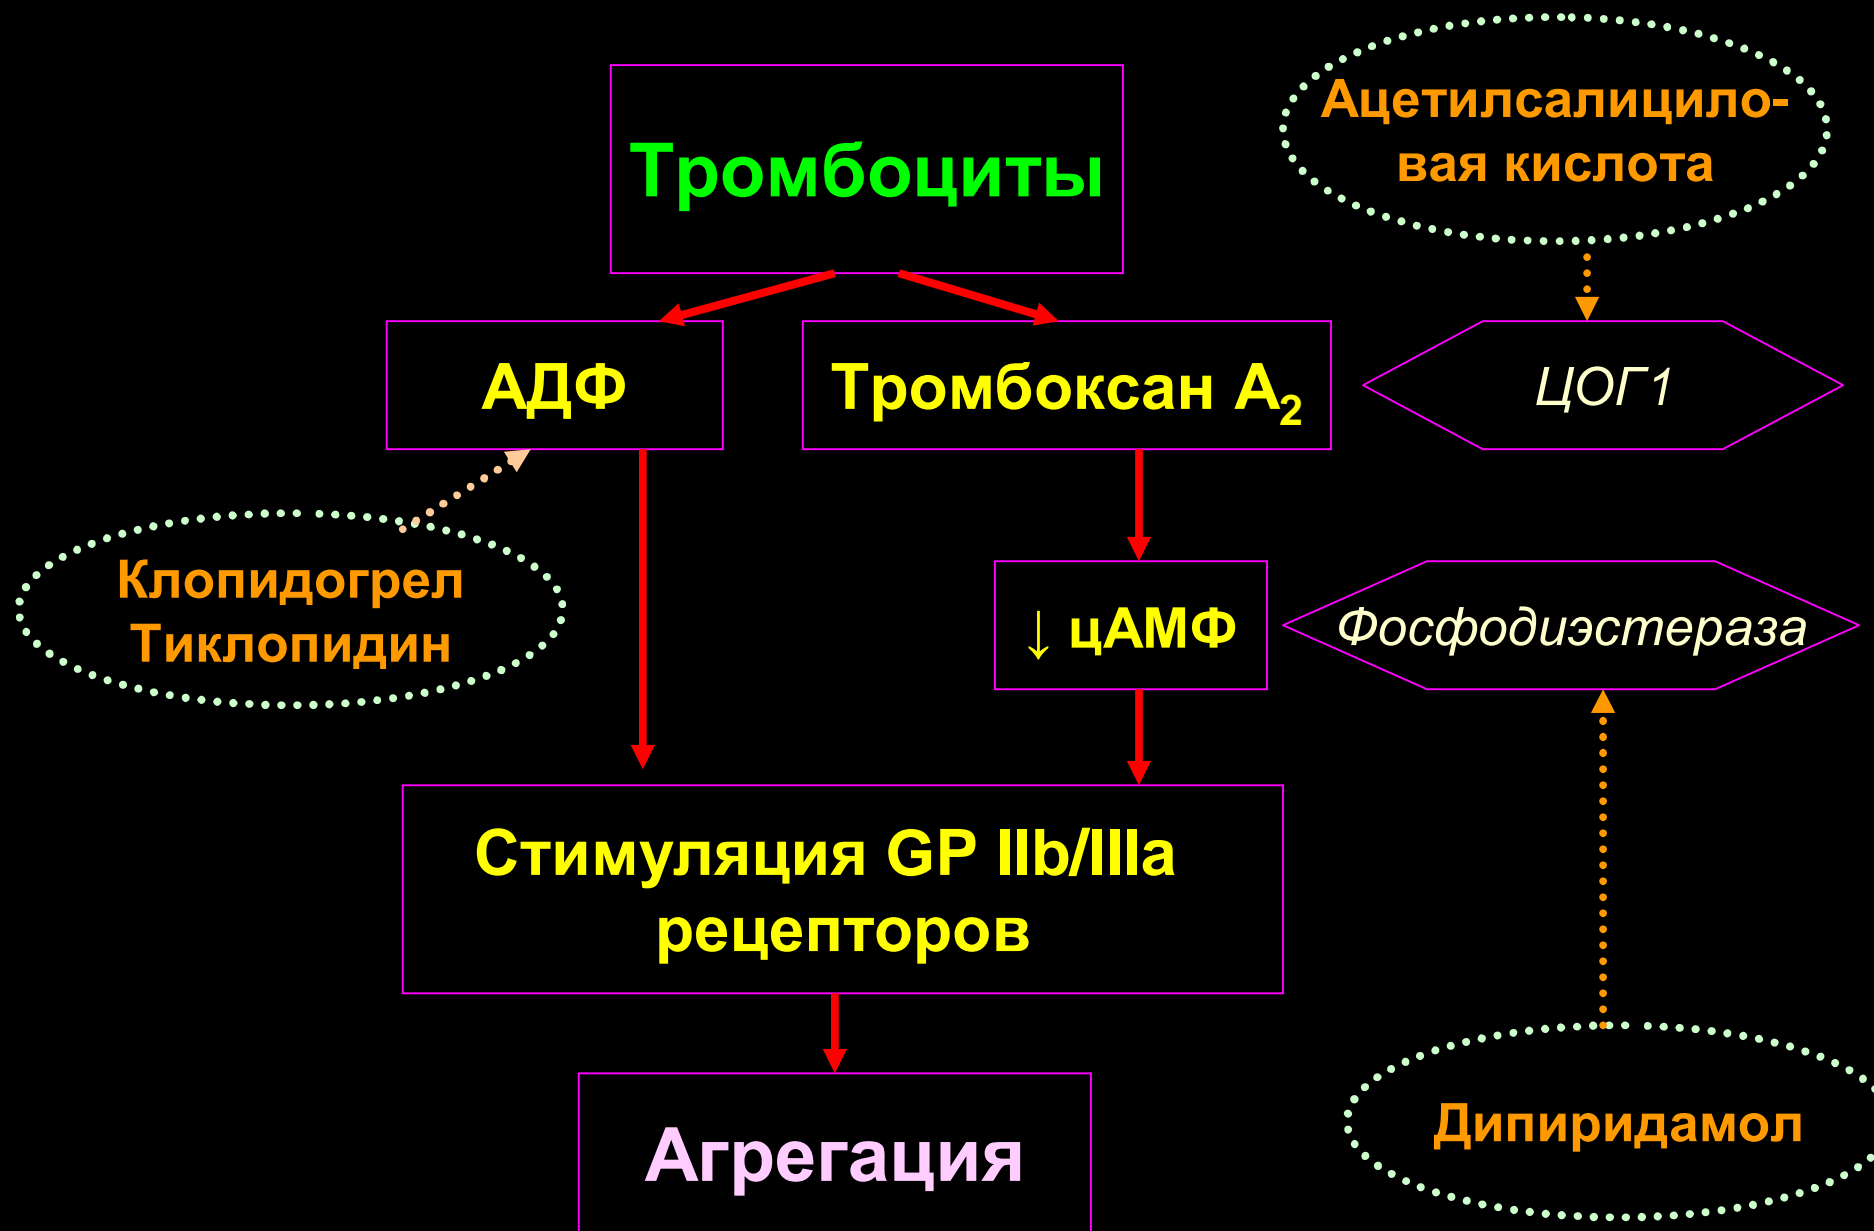 Тромбоциты
Ацетилсалицило-
вая кислота
АДФ
Тромбоксан А2
ЦОГ1
Клопидогрел
Тиклопидин
↓ цАМФ
Фосфодиэстераза
Стимуляция GP IIb/IIIa
рецепторов
Агрегация
Дипиридамол